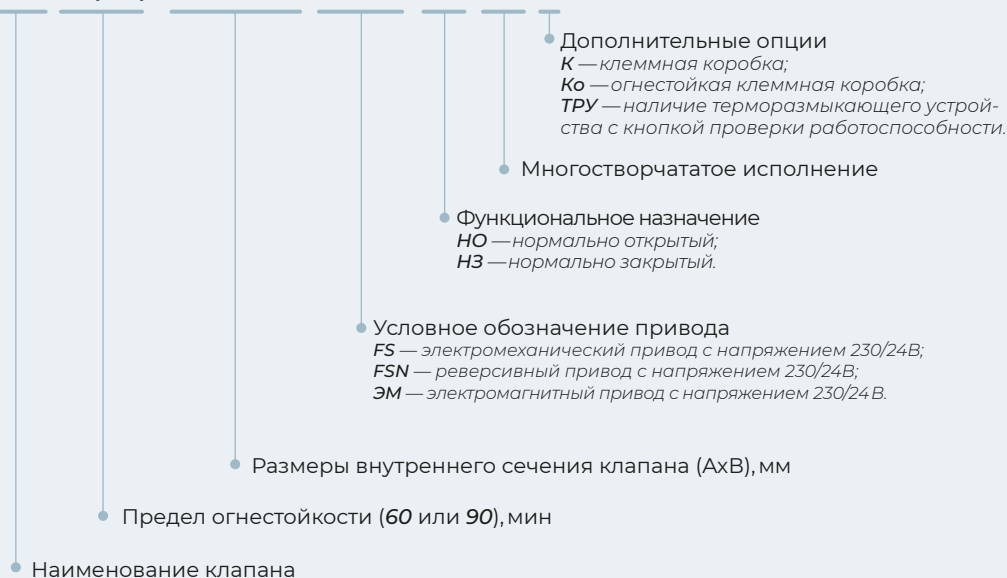 Дополнительные опции
К — клеммная коробка;
Ко — огнестойкая клеммная коробка;
ТРУ — наличие терморазмыкающего устрой-
ства с кнопкой проверки работоспособности.
Многостворчататое исполнение
Функциональное назначение
НО — нормально открытый;
НЗ — нормально закрытый.
Условное обозначение привода
FS — электромеханический привод с напряжением 230/24В;
FSN — реверсивный привод с напряжением 230/24В;
ЭМ — электромагнитный привод с напряжением 230/24В.
Размеры внутреннего сечения клапана (АхВ), мм
Предел огнестойкости (60 или 90), мин
Наименование клапана